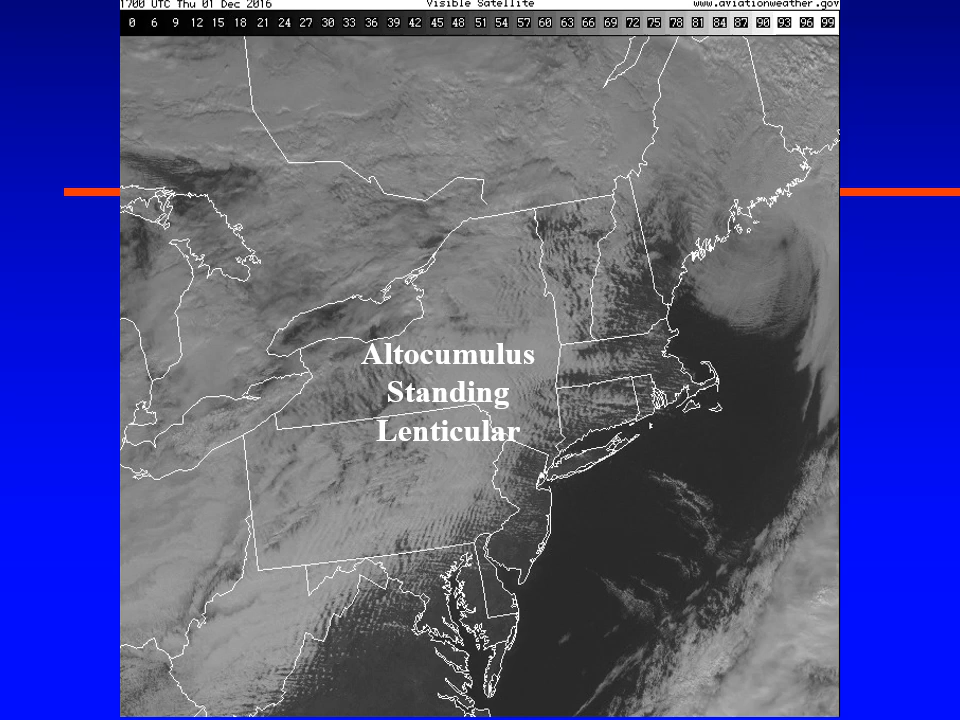 1700 UTC Thu 01 Dec 2016 Visible Satellite www.aviationweather.gov
0 6 9 12 15 18 21 24 27 30 33 36 39 42 45 48 51 54 57 60 63 66 69 72 75 78 81 84 87 90 93 96 99
Altocumulus
Standing
Lenticular